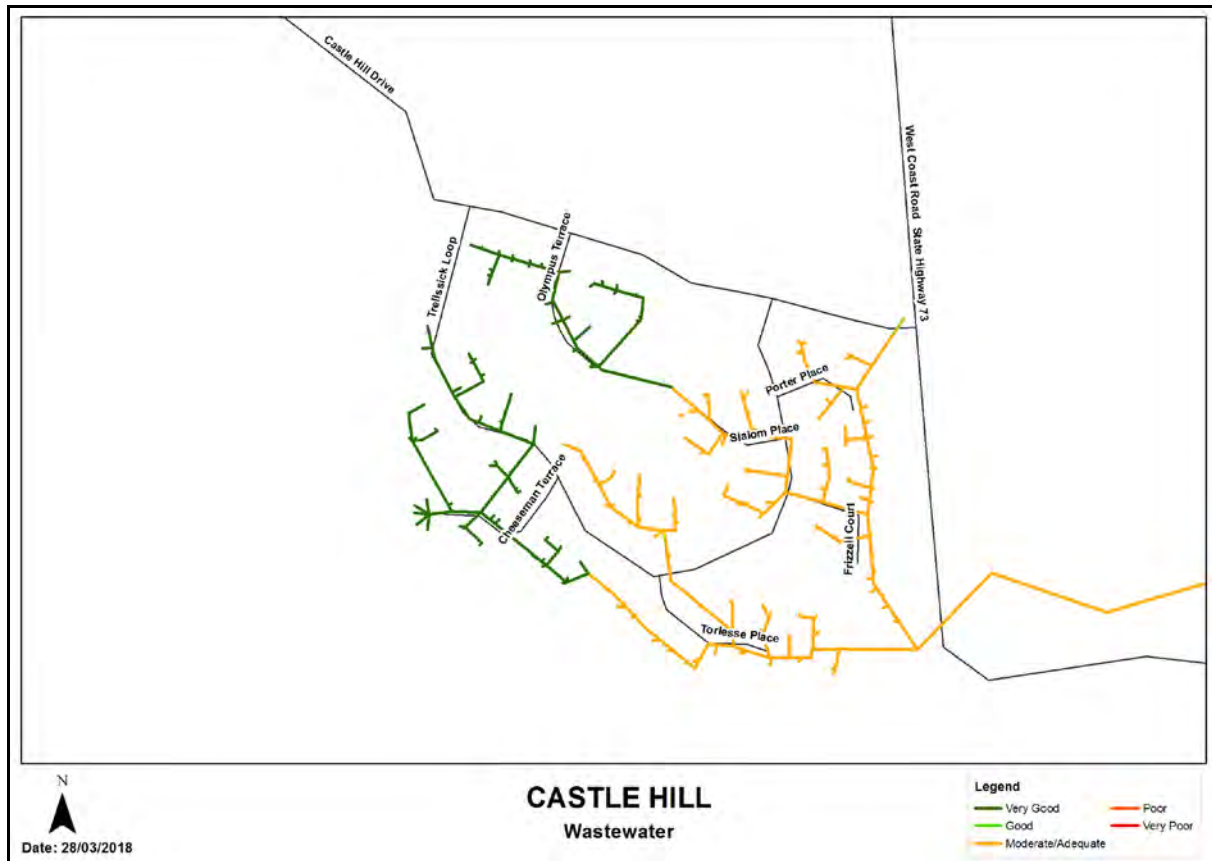 Castle Hill Drive
West Coast Road State Highway 73
Trelissick Loop
Olympus Terrace
Porter Place
Slalom Place
Cheeseman Terrace
Frizzell Court
Torlesse Place
N
Date: 28/03/2018
CASTLE HILL
Wastewater
Legend
Very Good
Good
Moderate/Adequate
Poor
Very Poor